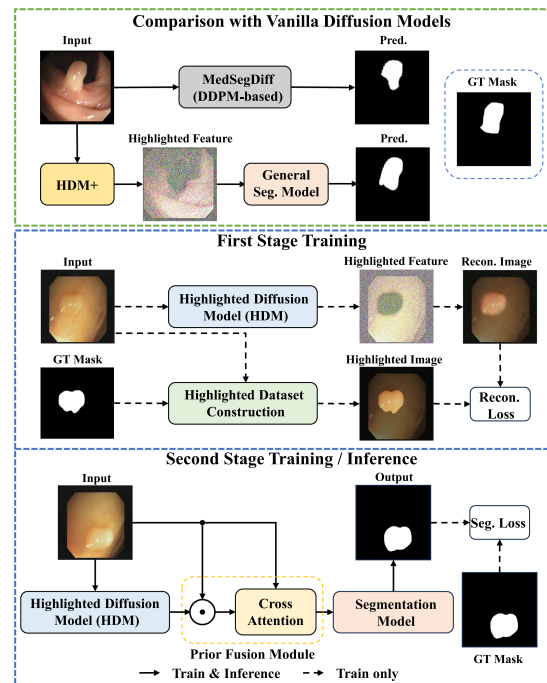 Comparison with Vanilla Diffusion Models
Input
Pred.
MedSegDiff
(DDPM-based)
GT Mask
Highlighted Feature
Pred.
HDM+
General
Seg. Model
First Stage Training
Input
Highlighted Feature
Recon. Image
Highlighted Diffusion
Model (HDM)
GT Mask
Highlighted Image
Highlighted Dataset
Construction
Recon.
Loss
Second Stage Training / Inference
Input
Output
Seg. Loss
Highlighted Diffusion
Model (HDM)
Cross
Attention
Segmentation
Model
Prior Fusion Module
GT Mask
Train & Inference
Train only